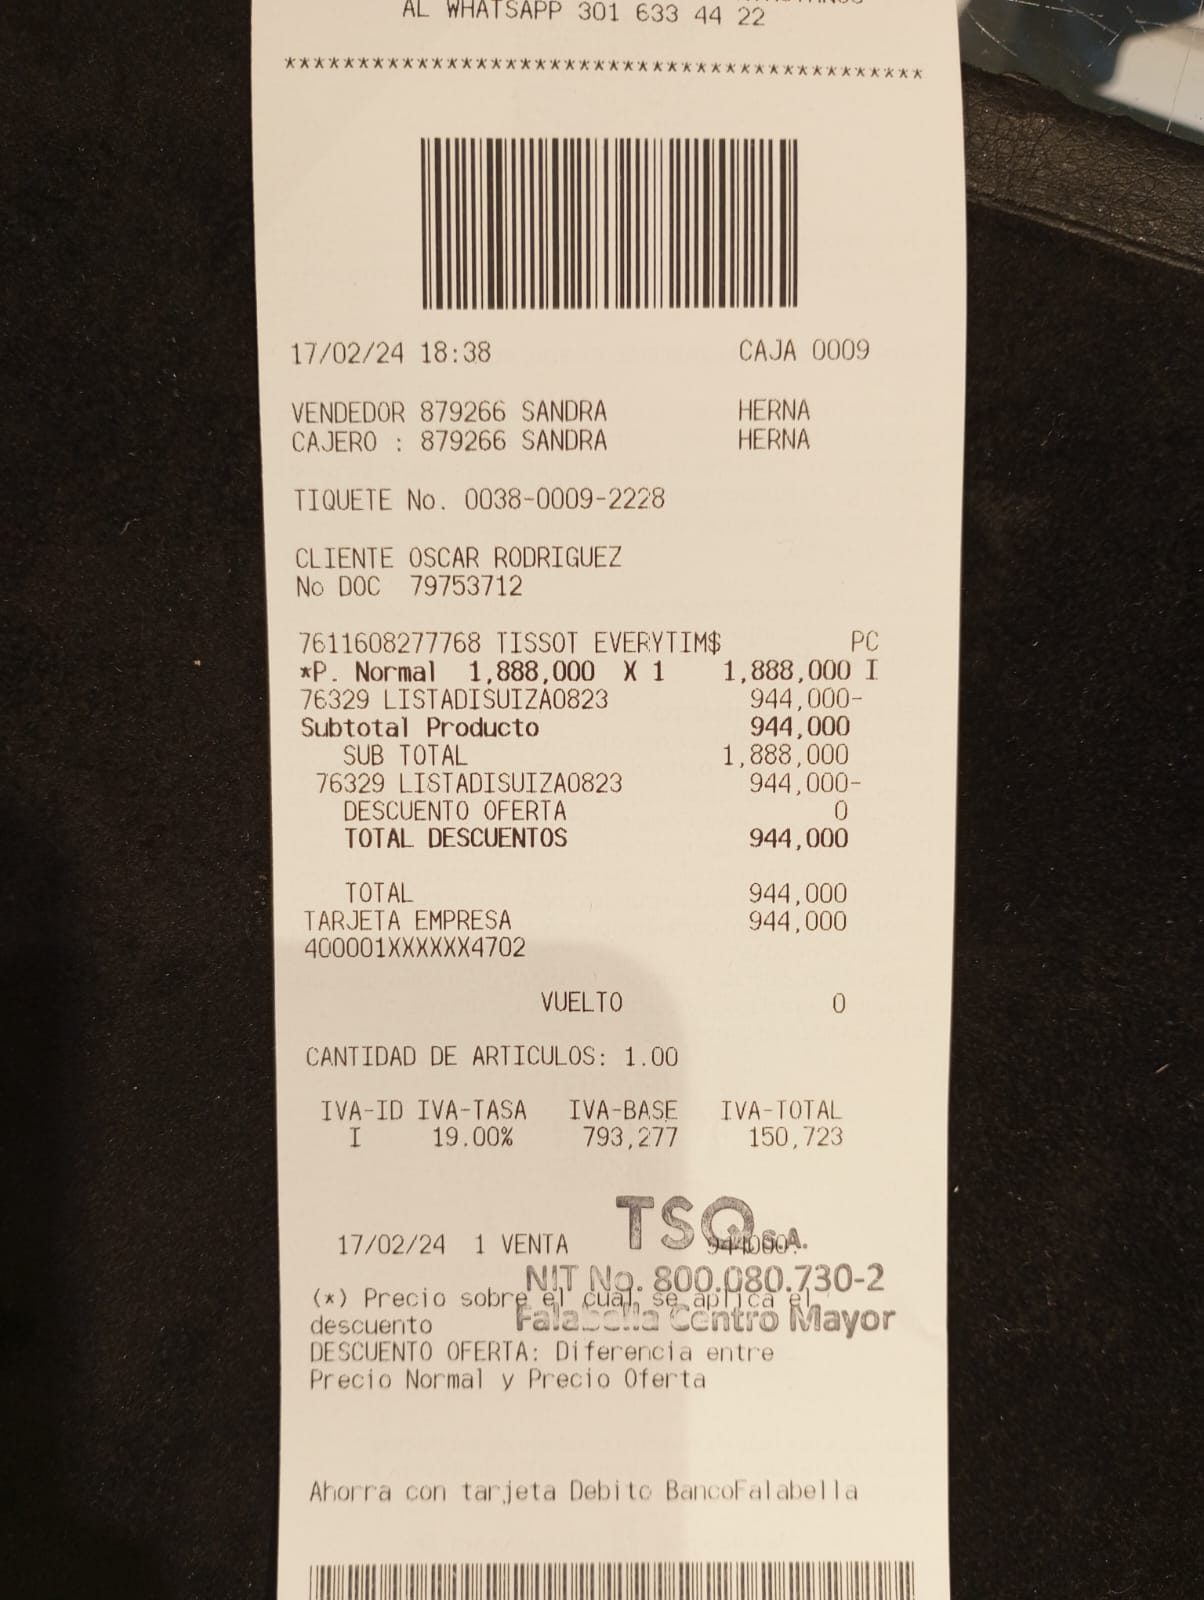 AL WHATSAPP 301 633 44 22
********************************************
17/02/24 18:38 CAJA 0009
VENDEDOR 879266 SANDRA HERNA
CAJERO : 879266 SANDRA HERNA
TIQUETE No. 0038-0009-2228
CLIENTE OSCAR RODRIGUEZ
No DOC 79753712
7611608277768 TISSOT EVERYTIM$ PC
*P. Normal 1,888,000 X 1 1,888,000 I
76329 LISTADISUIZA0823 944,000-
Subtotal Producto 944,000
SUB TOTAL 1,888,000
76329 LISTADISUIZA0823 944,000-
DESCUENTO OFERTA 0
TOTAL DESCUENTOS 944,000
TOTAL 944,000
TARJETA EMPRESA 944,000
400001XXXXXX4702
VUELTO 0
CANTIDAD DE ARTICULOS: 1.00
IVA-ID IVA-TASA IVA-BASE IVA-TOTAL
I 19.00% 793,277 150,723
TSO S.A.
17/02/24 1 VENTA
NIT No. 800.080.730-2
(*) Precio sobre el cual se aplica el
Falabella Centro Mayor
descuento
DESCUENTO OFERTA: Diferencia entre
Precio Normal y Precio Oferta
Ahorra con tarjeta Debito BancoFalabella